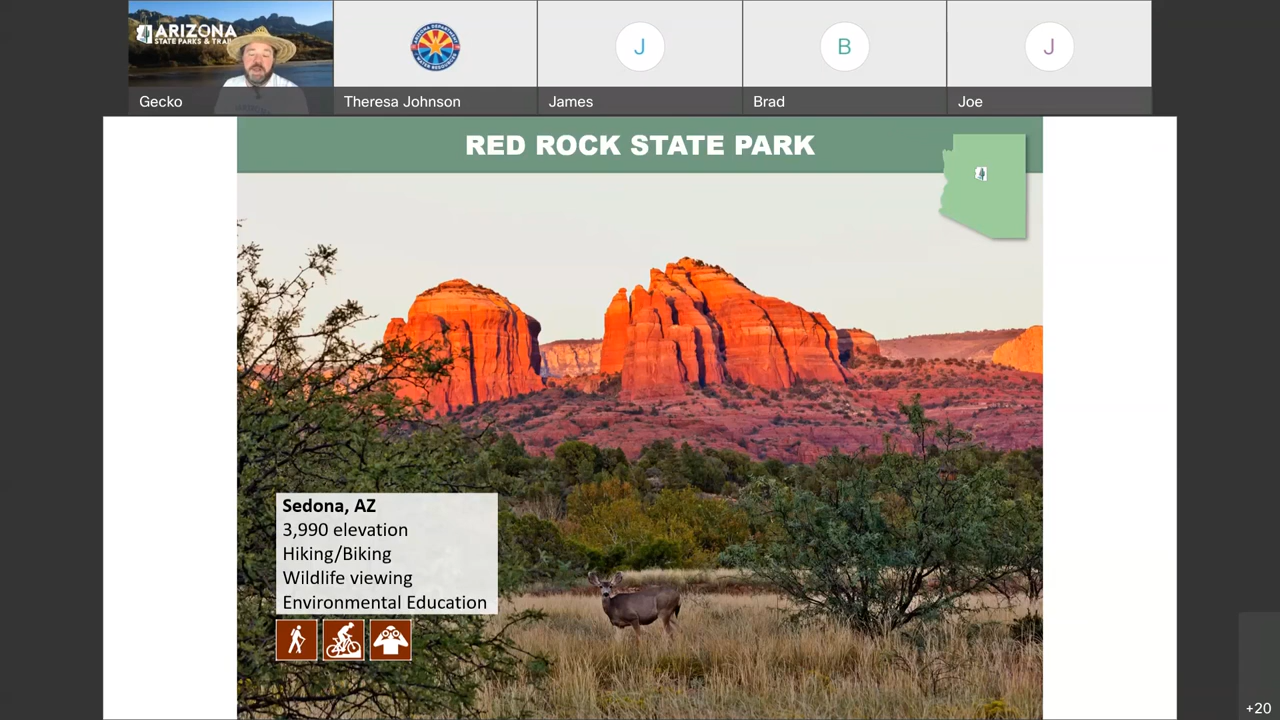 ARIZONA
STATE PARKS & TRAI
Gecko
Theresa Johnson
J
James
B
Brad
J
Joe
RED ROCK STATE PARK
Sedona, AZ
3,990 elevation
Hiking/Biking
Wildlife viewing
Environmental Education
+20